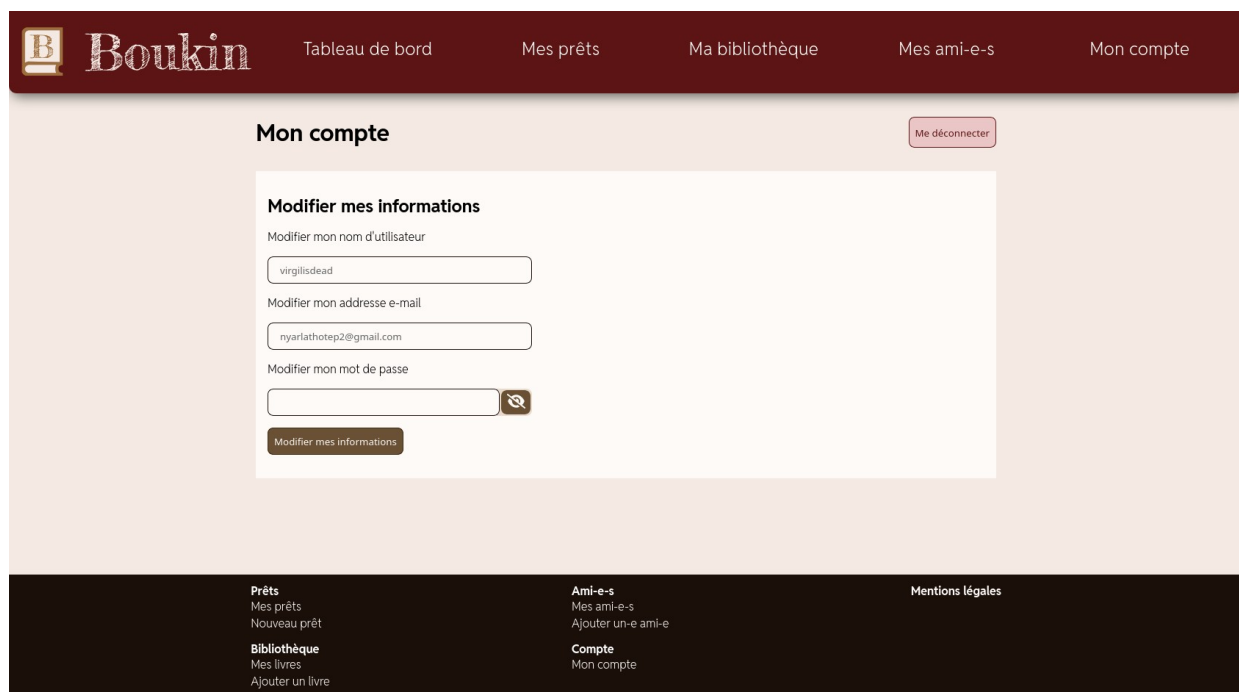 B Boukin Tableau de bord Mes prêts Ma bibliothèque Mes ami-e-s Mon compte
Mon compte
Me déconnecter
Modifier mes informations
Modifier mon nom d'utilisateur
virgilisdead
Modifier mon addresse e-mail
nyarlathotep2@gmail.com
Modifier mon mot de passe
Modifier mes informations
Prêts
Mes prêts
Nouveau prêt
Bibliothèque
Mes livres
Ajouter un livre
Ami-e-s
Mes ami-e-s
Ajouter un-e ami-e
Compte
Mon compte
Mentions légales